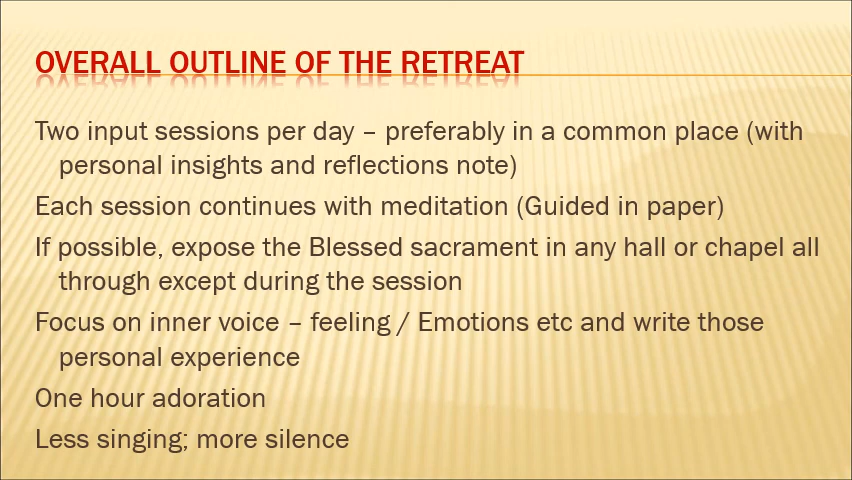 OVERALL OUTLINE OF THE RETREAT
Two input sessions per day – preferably in a common place (with
personal insights and reflections note)
Each session continues with meditation (Guided in paper)
If possible, expose the Blessed sacrament in any hall or chapel all
through except during the session
Focus on inner voice – feeling / Emotions etc and write those
personal experience
One hour adoration
Less singing; more silence